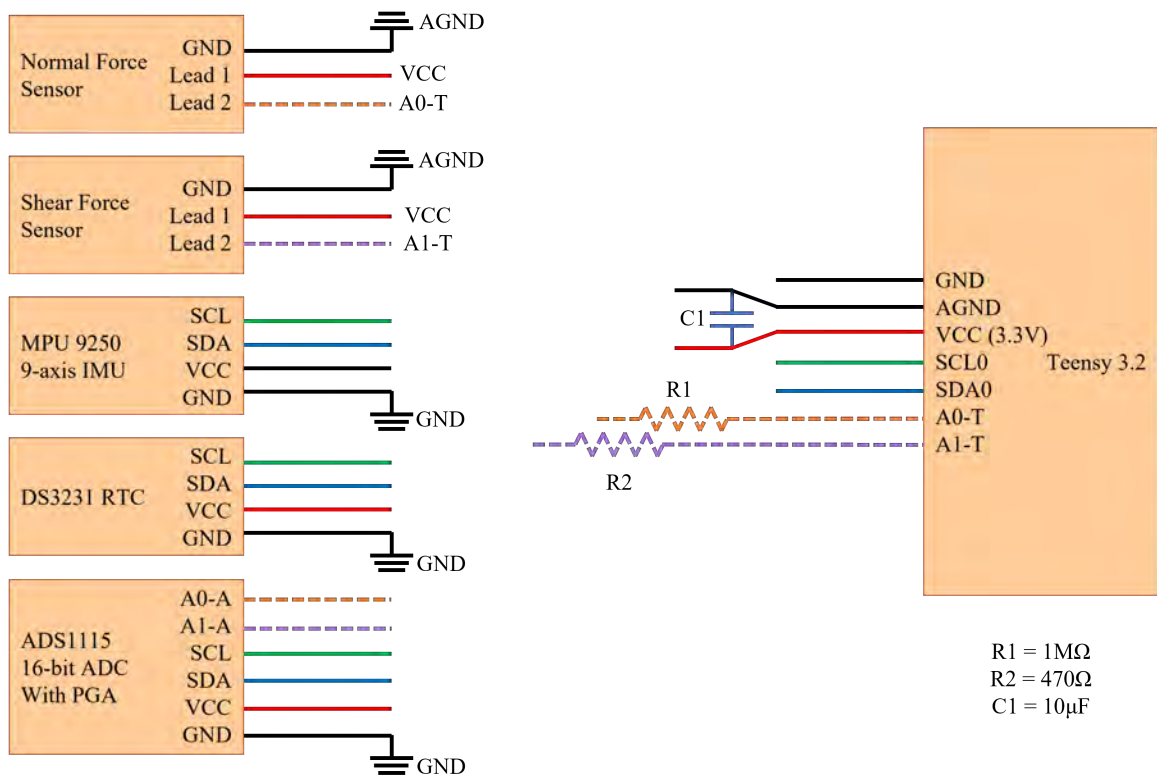 Normal Force
Sensor
GND
Lead 1
Lead 2
AGND
VCC
A0-T
Shear Force
Sensor
GND
Lead 1
Lead 2
AGND
VCC
A1-T
MPU 9250
9-axis IMU
SCL
SDA
VCC
GND
GND
DS3231 RTC
SCL
SDA
VCC
GND
GND
ADS1115
16-bit ADC
With PGA
A0-A
A1-A
SCL
SDA
VCC
GND
GND
C1
R1
R2
GND
AGND
VCC (3.3V)
SCL0
SDA0
A0-T
A1-T
Teensy 3.2
R1 = 1MΩ
R2 = 470Ω
C1 = 10µF